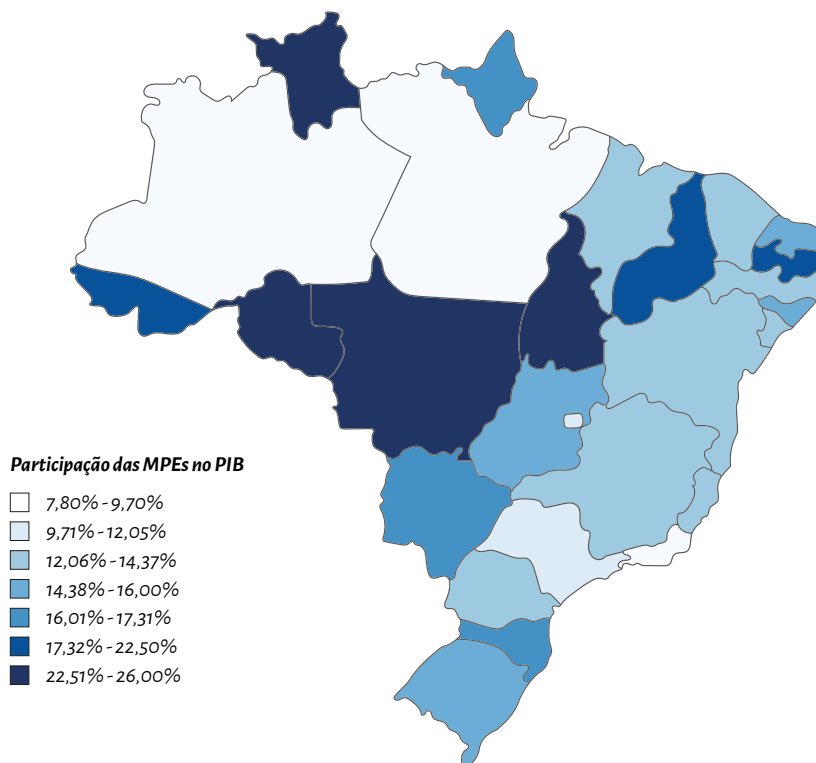 Participação das MPEs no PIB
7,80% - 9,70%
9,71% - 12,05%
12,06% - 14,37%
14,38% - 16,00%
16,01% - 17,31%
17,32% - 22,50%
22,51% - 26,00%